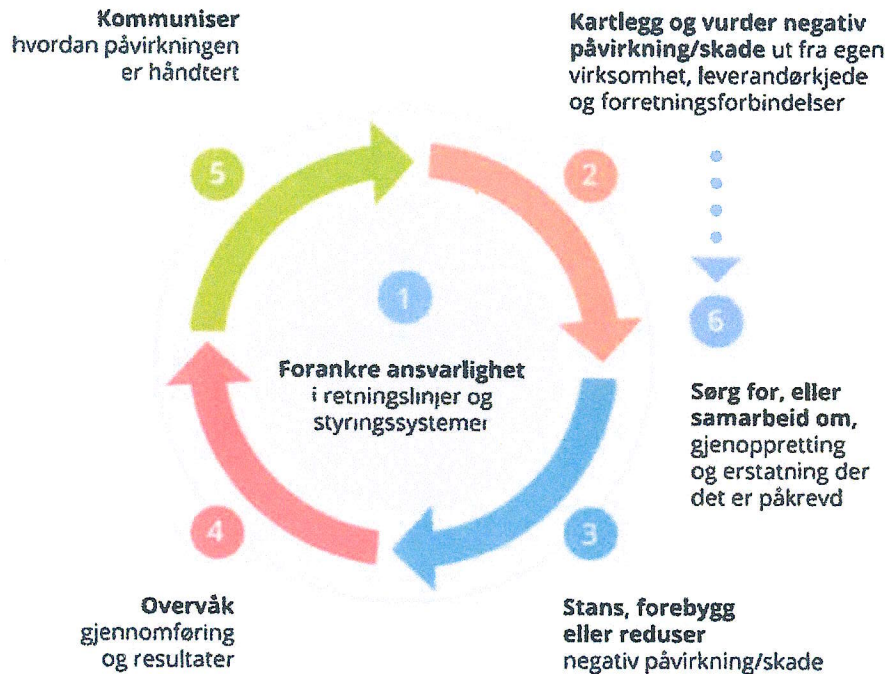 Kommuniser
hvordan påvirkningen
er håndtert
Kartlegg og vurder negativ
påvirkning/skade ut fra egen
virksomhet, leverandørkjede
og forretningsforbindelser
5
2
1
6
Forankre ansvarlighet
i retningslinjer og
styringssystemer
Sørg for, eller
samarbeid om,
gjenoppretting
og erstatning der
det er påkrevd
4
3
Overvåk
gjennomføring
og resultater
Stans, forebygg
eller reduser
negativ påvirkning/skade